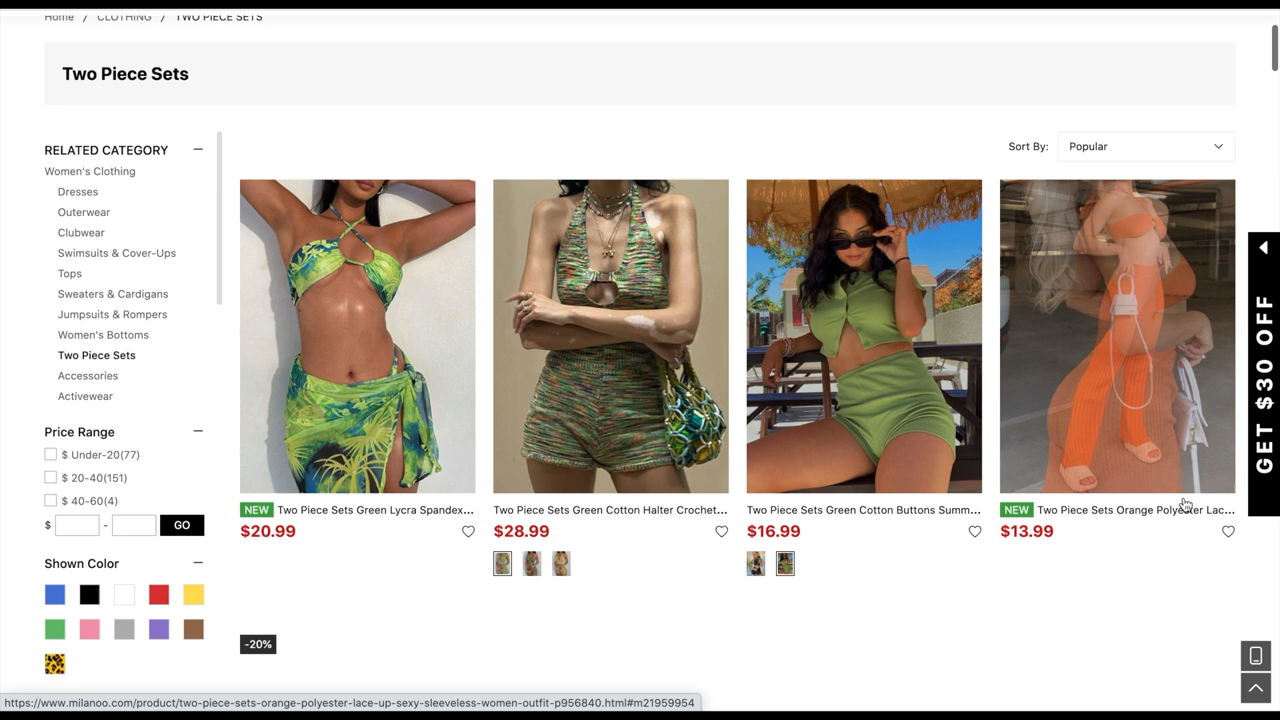 Home / CLOTHING / TWO PIECE SETS
Two Piece Sets
RELATED CATEGORY
Women's Clothing
Dresses
Outerwear
Clubwear
Swimsuits & Cover-Ups
Tops
Sweaters & Cardigans
Jumpsuits & Rompers
Women's Bottoms
Two Piece Sets
Accessories
Activewear
Price Range
$ Under-20(77)
$ 20-40(151)
$ 40-60(4)
$ - GO
Shown Color
Sort By: Popular
NEW Two Piece Sets Green Lycra Spandex...
$20.99
Two Piece Sets Green Cotton Halter Crochet...
$28.99
Two Piece Sets Green Cotton Buttons Summ...
$16.99
NEW Two Piece Sets Orange Polyester Lac...
$13.99
-20%
GET $30 OFF
https://www.milanoo.com/product/two-piece-sets-orange-polyester-lace-up-sexy-sleeveless-women-outfit-p956840.html#m21959954